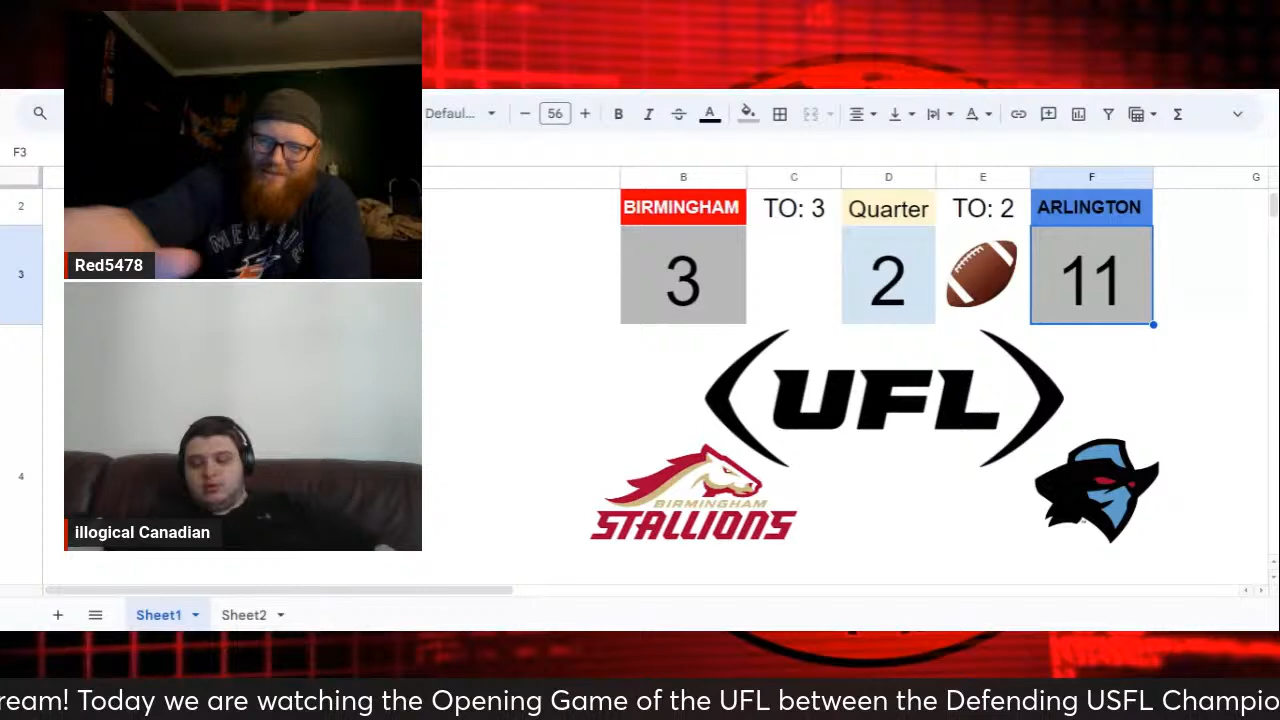 Defaul...
56
B
I
A
Σ
F3
B
C
D
E
F
G
2
BIRMINGHAM
TO: 3
Quarter
TO: 2
ARLINGTON
3
3
2
11
UFL
4
BIRMINGHAM
STALLIONS
MEMPHIS
Red5478
illogical Canadian
Sheet1
Sheet2
ream! Today we are watching the Opening Game of the UFL between the Defending USFL Champio